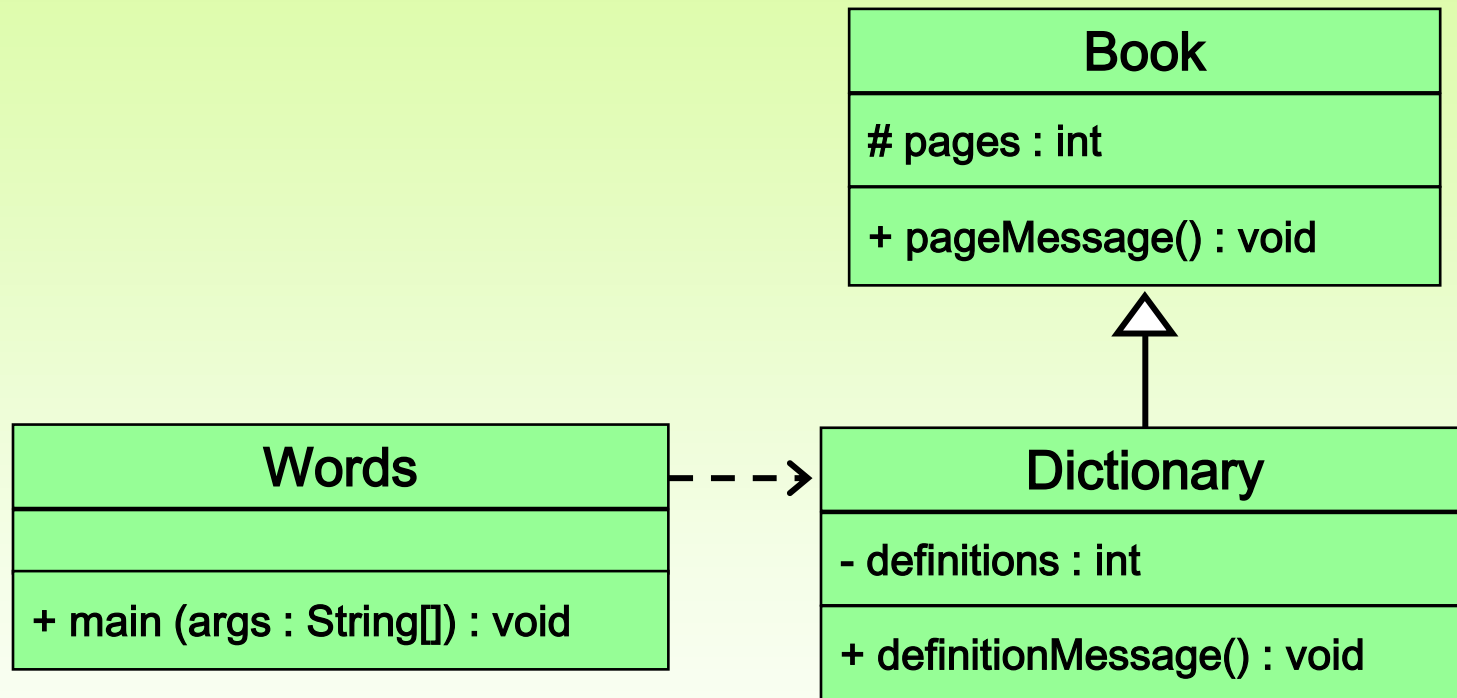 Book
# pages : int
+ pageMessage() : void
Words
+ main (args : String[]) : void
Dictionary
- definitions : int
+ definitionMessage() : void